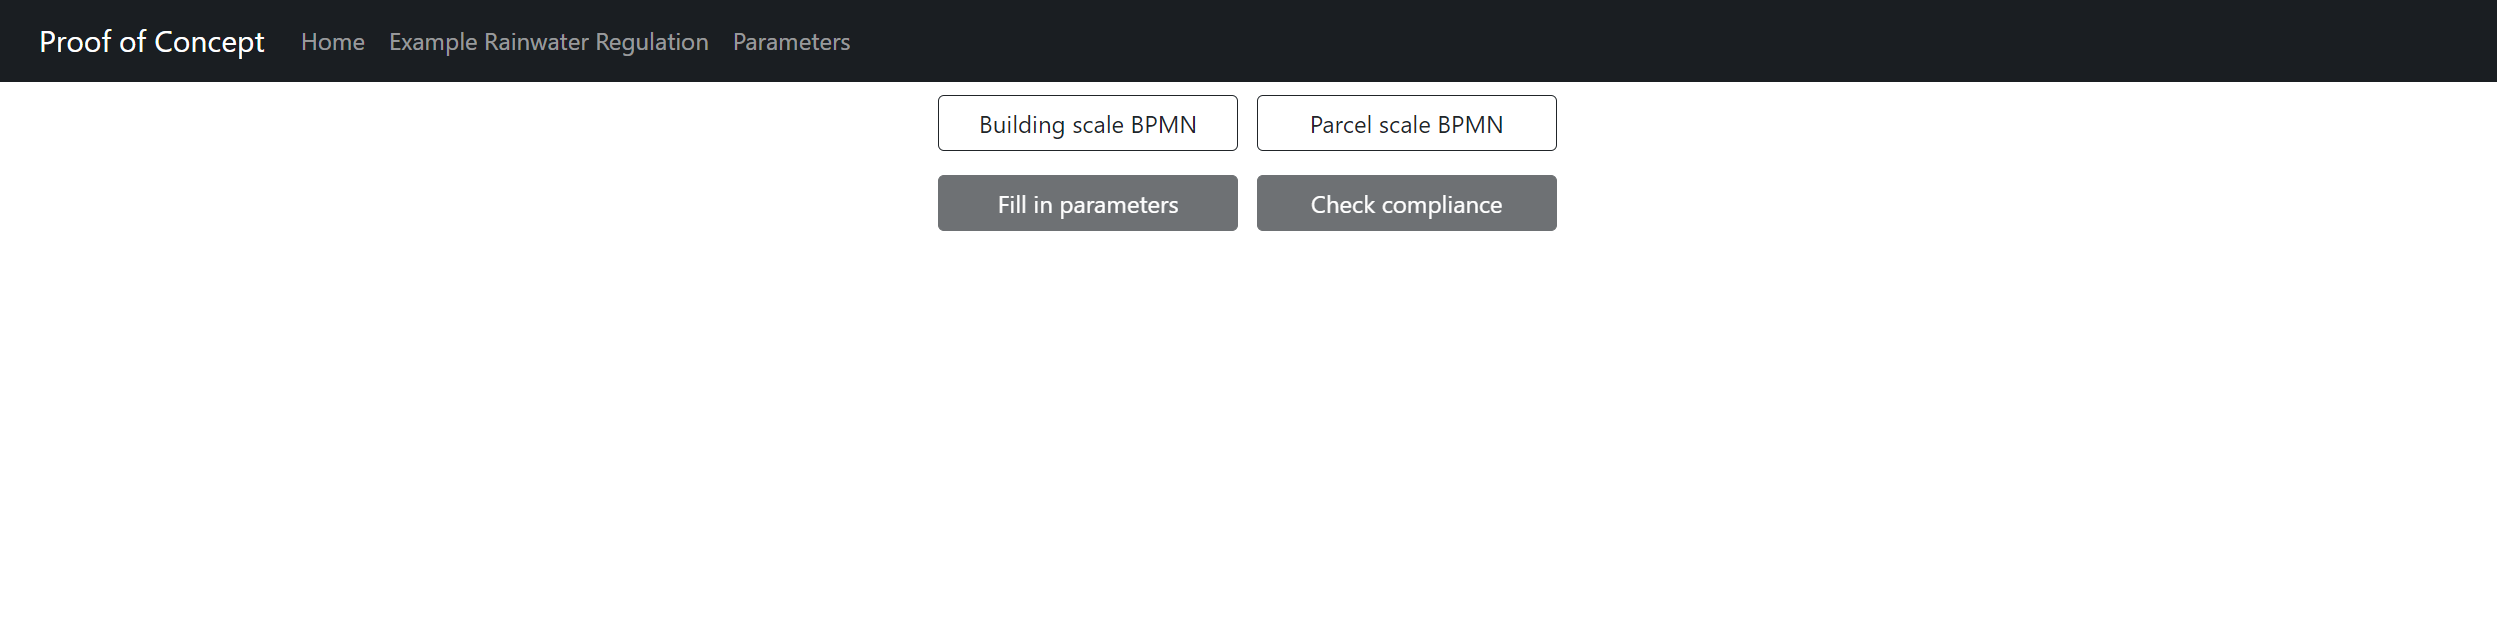 Proof of Concept Home Example Rainwater Regulation Parameters
Building scale BPMN Parcel scale BPMN
Fill in parameters Check compliance